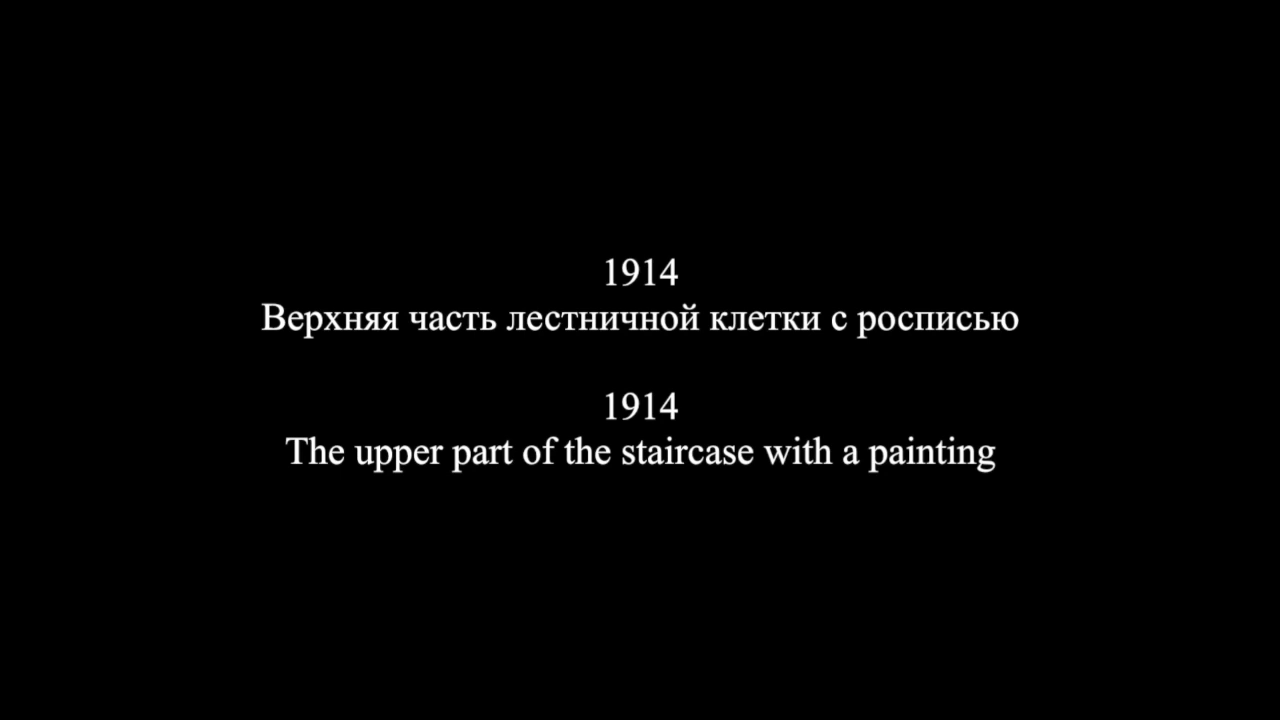 1914
Верхняя часть лестничной клетки с росписью
1914
The upper part of the staircase with a painting